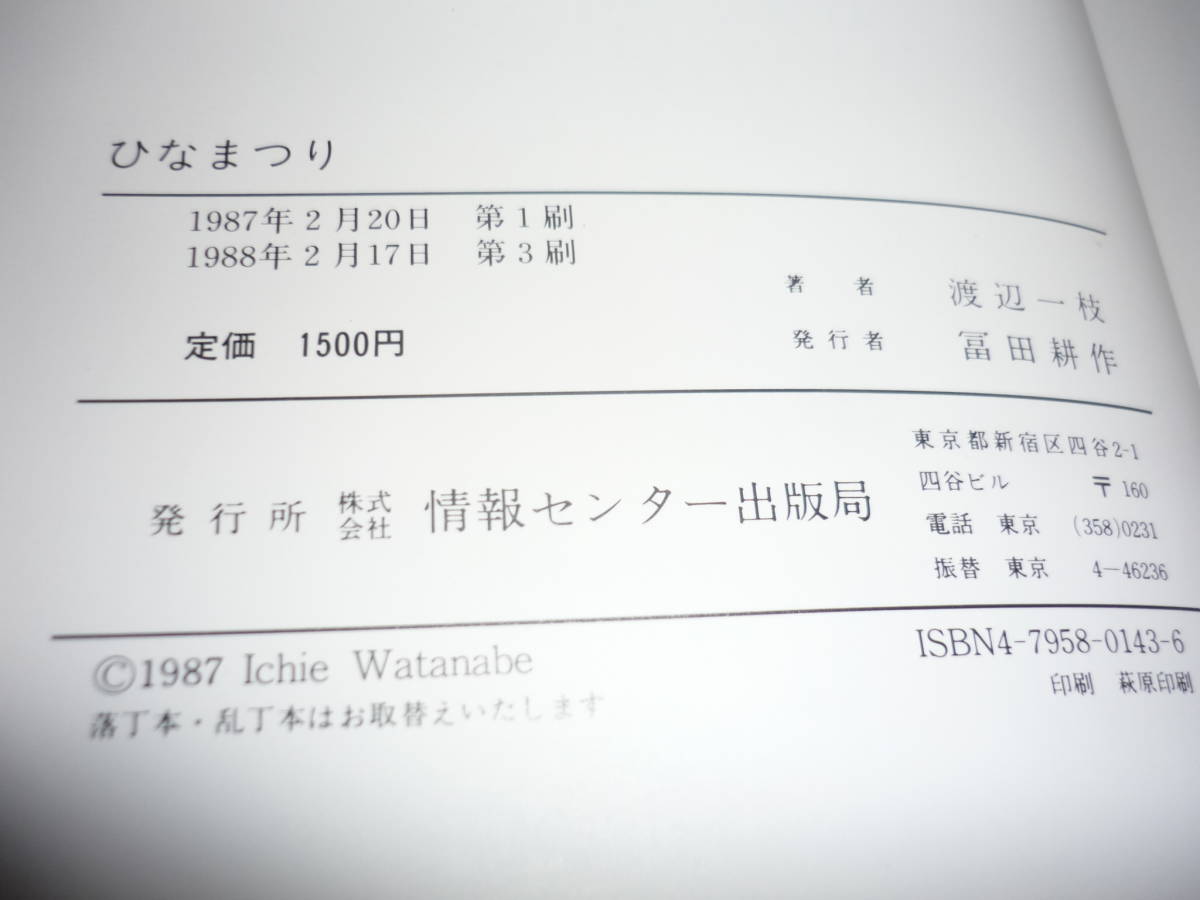 ひなまつり
1987年2月20日　第1刷
1988年2月17日　第3刷
著　者　渡辺一枝
定価　1500円
発行者　冨田耕作
発行所　株式会社　情報センター出版局
東京都新宿区四谷2-1
四谷ビル　〒160
電話　東京　(358)0231
振替　東京　4―46236
©1987 Ichie Watanabe
ISBN4-7958-0143-6
落丁本・乱丁本はお取替えいたします
印刷　萩原印刷